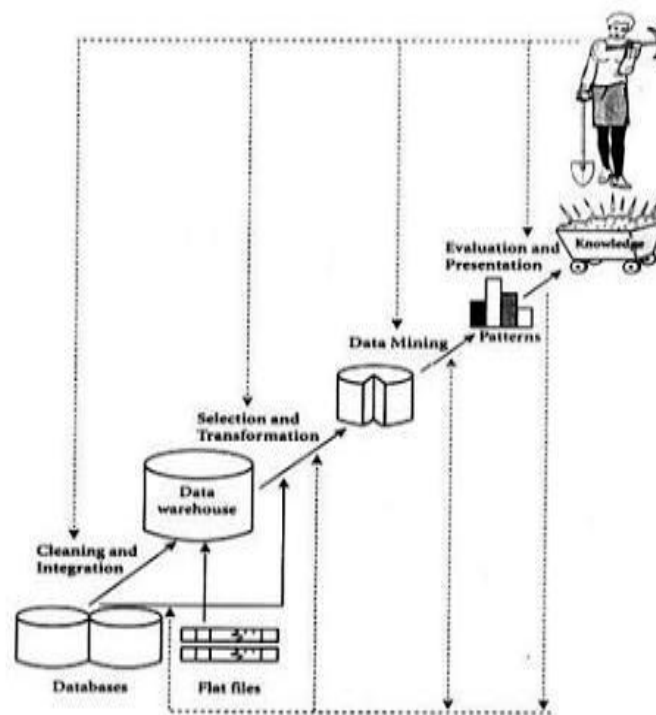 Knowledge
Evaluation and
Presentation
Patterns
Data Mining
Selection and
Transformation
Data
warehouse
Cleaning and
Integration
Databases
Flat files